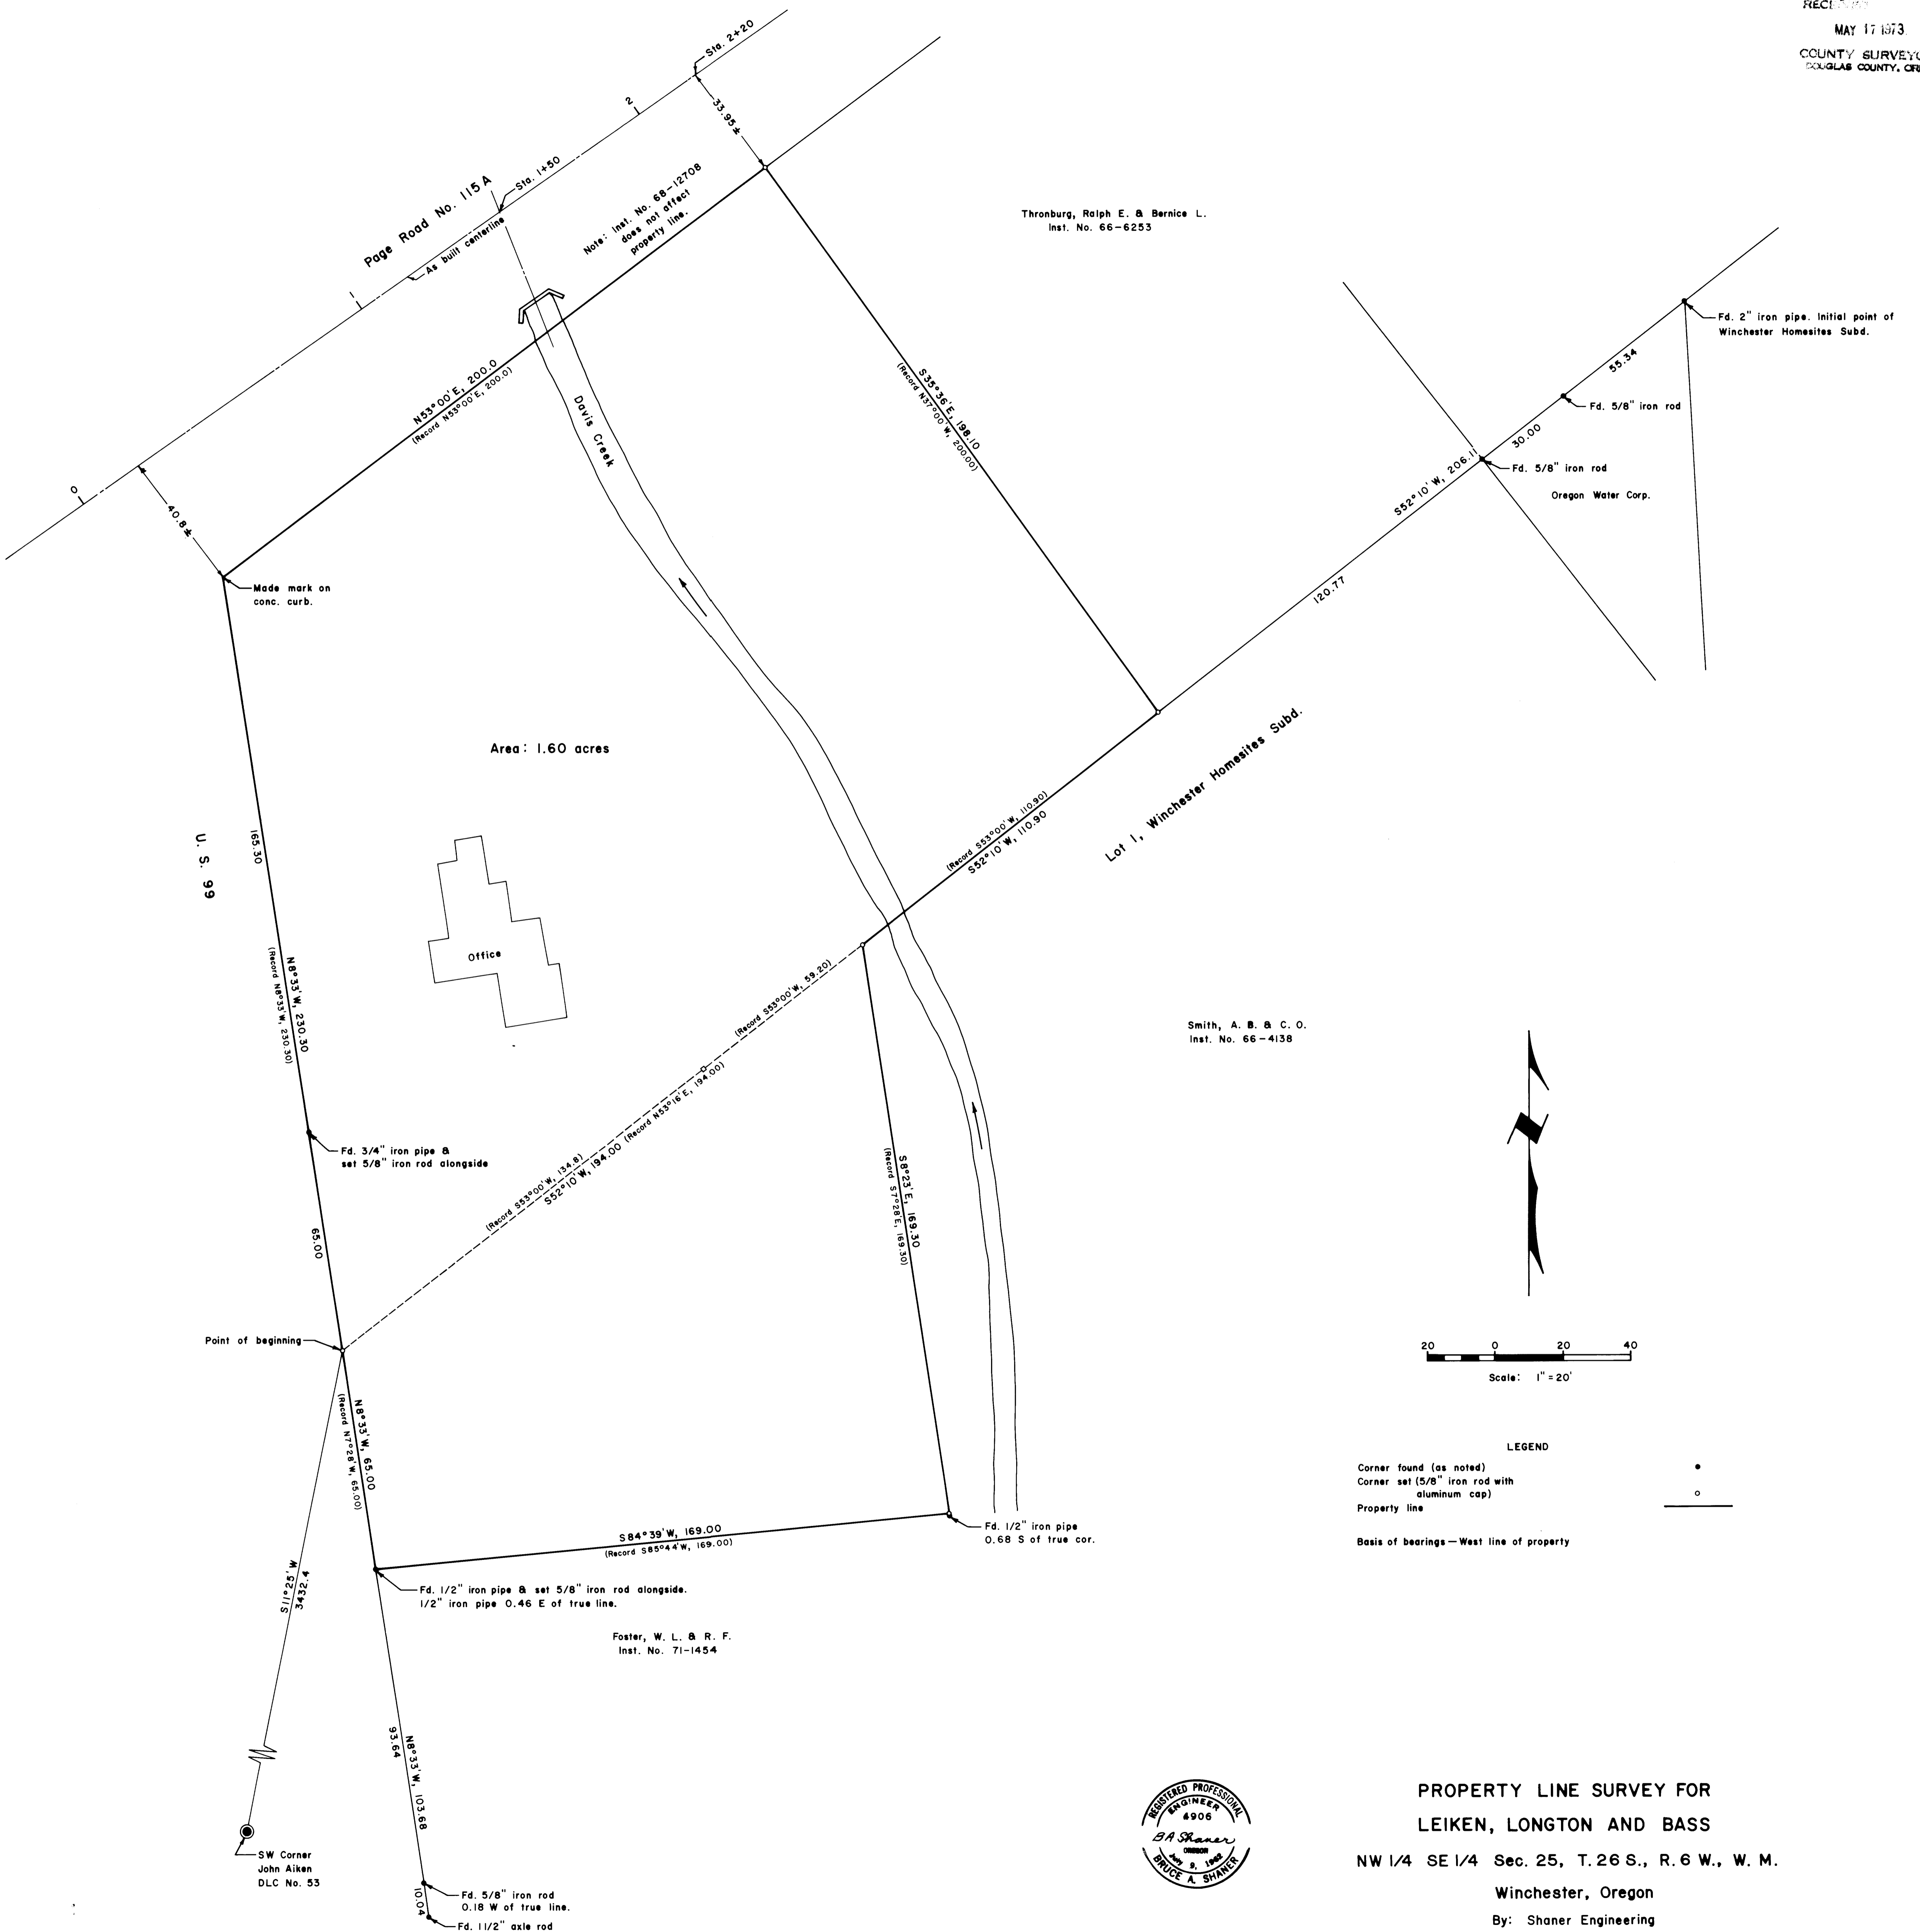 MAY 17 1973
COUNTY
DOUGLAS COUNTY,
Sta. 2+20
2
33.95±
Page Road No. 115 A
Sta. 1+50
As built centerline
Note: Inst. No. 68-12708
does not affect
property line.
1
0
40.8±
Thronburg, Ralph E. & Bernice L.
Inst. No. 66-6253
Fd. 2" iron pipe. Initial point of
Winchester Homesites Subd.
55.34
Fd. 5/8" iron rod
30.00
Fd. 5/8" iron rod
S52°10'W, 206.11
Oregon Water Corp.
120.77
N53°00'E, 200.0
(Record N53°00'E, 200.0)
Davis Creek
S35°36'E, 198.10
(Record N37°00'W, 200.00)
Made mark on
conc. curb.
Area: 1.60 acres
U. S. 99
165.30
N8°33'W, 230.30
(Record N8°33'W, 230.30)
Office
(Record S53°00'W, 110.90)
S52°10'W, 110.90
Lot 1, Winchester Homesites Subd.
(Record S53°00'W, 59.20)
(Record S53°00'W, 134.8)
S52°10'W, 194.00 (Record N53°16'E, 194.00)
Smith, A. B. & C. O.
Inst. No. 66-4138
Fd. 3/4" iron pipe &
set 5/8" iron rod alongside
65.00
S8°23'E, 169.30
(Record S7°28'E, 169.30)
Point of beginning
N8°33'W, 65.00
(Record N7°28'W, 65.00)
20 0 20 40
Scale: 1" = 20'
LEGEND
Corner found (as noted)
Corner set (5/8" iron rod with
aluminum cap)
Property line
Basis of bearings — West line of property
S84°39'W, 169.00
(Record S85°44'W, 169.00)
Fd. 1/2" iron pipe
0.68 S of true cor.
Fd. 1/2" iron pipe & set 5/8" iron rod alongside.
1/2" iron pipe 0.46 E of true line.
S11°25'W
3432.4
Foster, W. L. & R. F.
Inst. No. 71-1454
93.64
N8°33'W, 103.68
SW Corner
John Aiken
DLC No. 53
10.04
Fd. 5/8" iron rod
0.18 W of true line.
Fd. 1 1/2" axle rod
REGISTERED PROFESSIONAL
ENGINEER
4906
B A Shaner
OREGON
July 9, 1962
BRUCE A. SHANER
PROPERTY LINE SURVEY FOR
LEIKEN, LONGTON AND BASS
NW 1/4 SE 1/4 Sec. 25, T. 26 S., R. 6 W., W. M.
Winchester, Oregon
By: Shaner Engineering